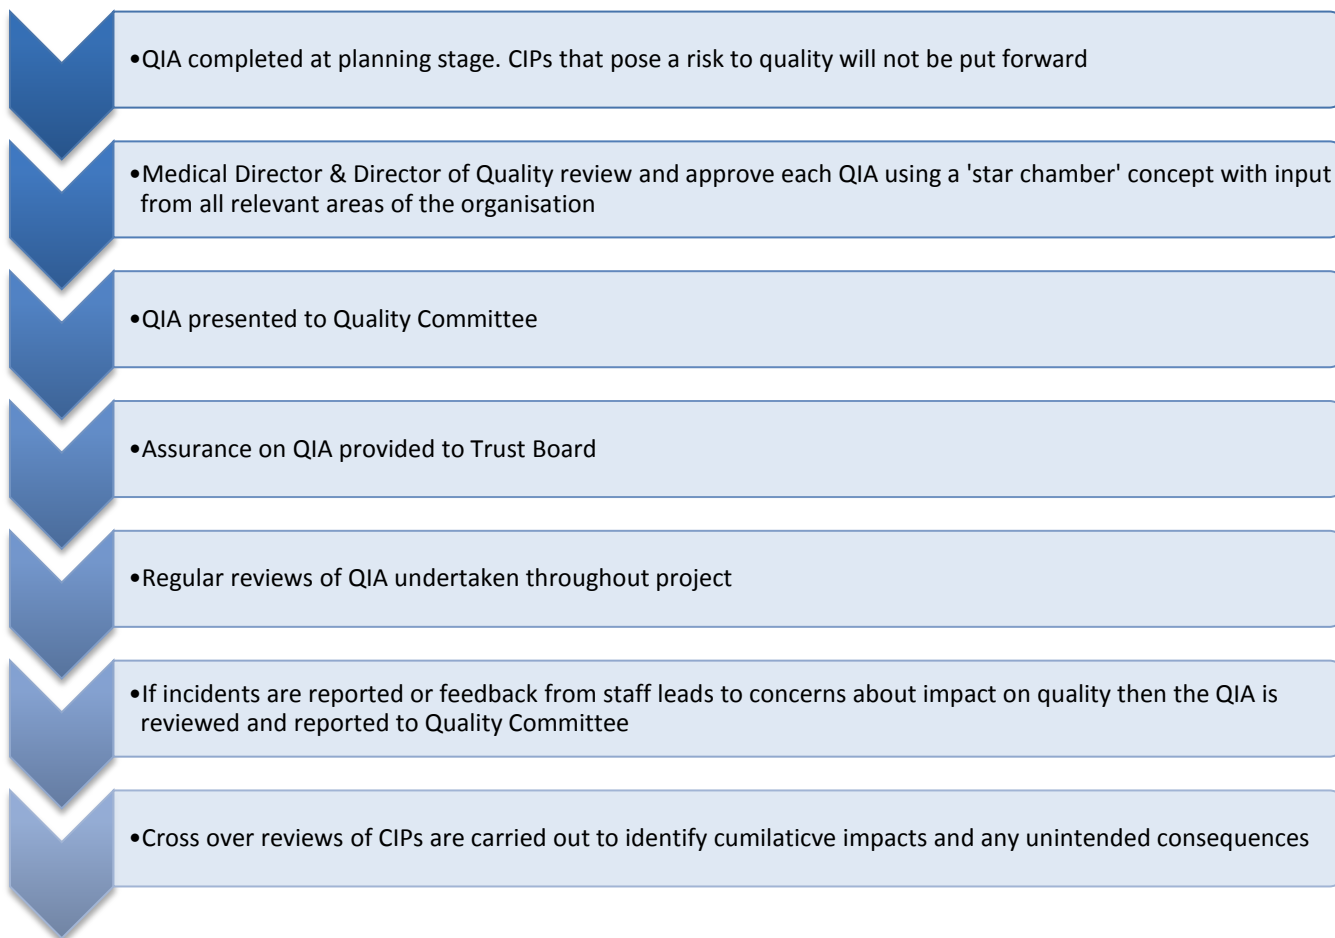 •QIA completed at planning stage. CIPs that pose a risk to quality will not be put forward
•Medical Director & Director of Quality review and approve each QIA using a 'star chamber' concept with input
from all relevant areas of the organisation
•QIA presented to Quality Committee
•Assurance on QIA provided to Trust Board
•Regular reviews of QIA undertaken throughout project
•If incidents are reported or feedback from staff leads to concerns about impact on quality then the QIA is
reviewed and reported to Quality Committee
•Cross over reviews of CIPs are carried out to identify cumilaticve impacts and any unintended consequences